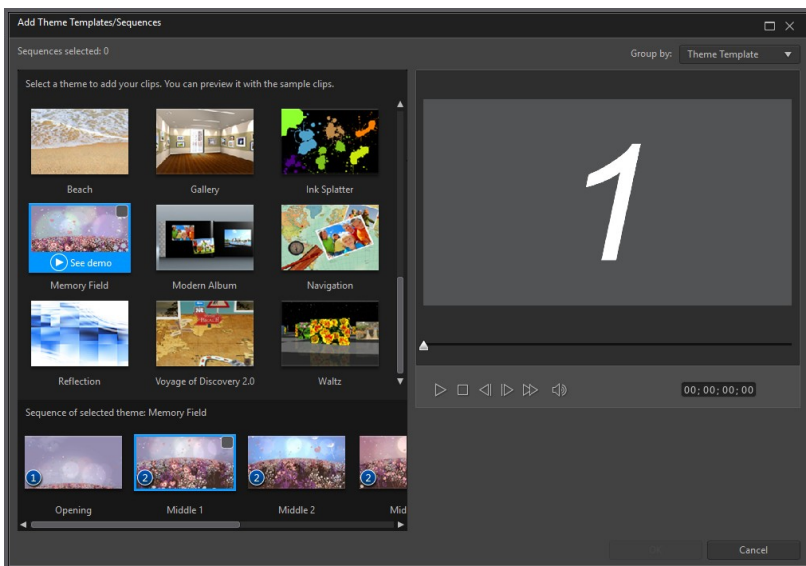 Add Theme Templates/Sequences
Sequences selected: 0
Group by: Theme Template
Select a theme to add your clips. You can preview it with the sample clips.
Beach Gallery Ink Splatter
See demo
Memory Field Modern Album Navigation
Reflection Voyage of Discovery 2.0 Waltz
Sequence of selected theme: Memory Field
1 2 2 2
Opening Middle 1 Middle 2 Mid
1
00; 00; 00; 00
Cancel